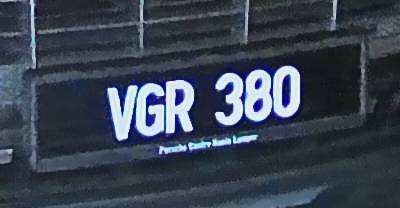 VGR 380
Porsche Centre Kuala Lumpur